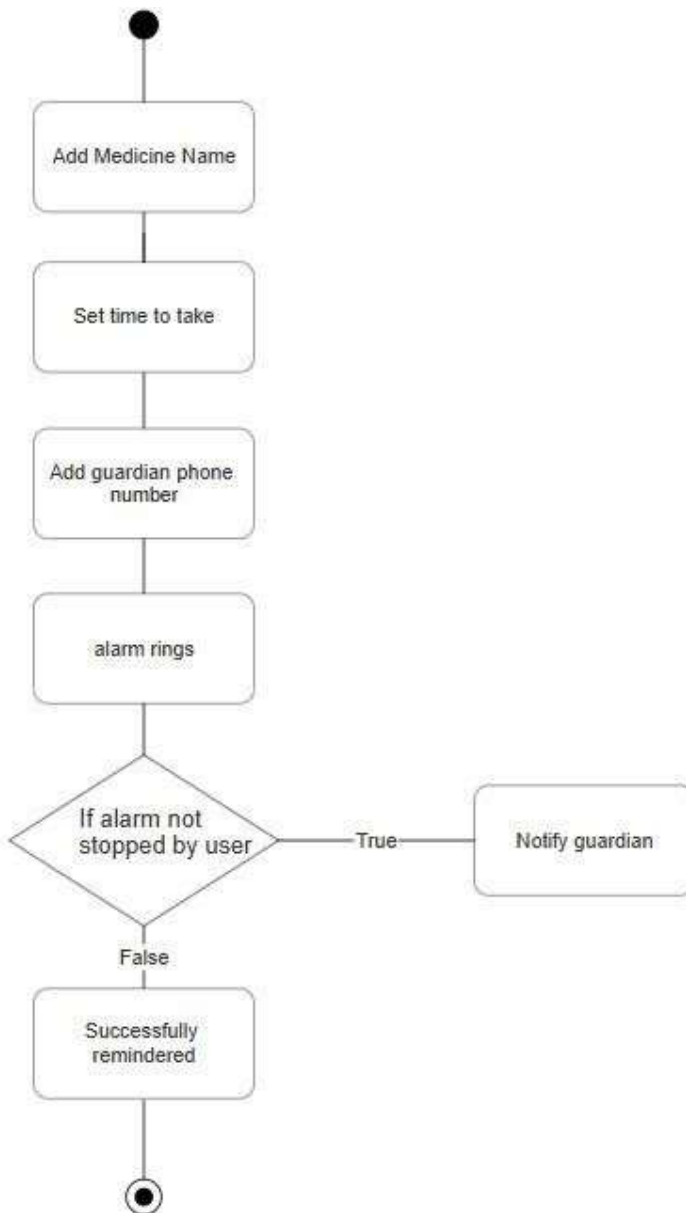 Add Medicine Name
Set time to take
Add guardian phone
number
alarm rings
If alarm not
stopped by user
True
Notify guardian
False
Successfully
remindered